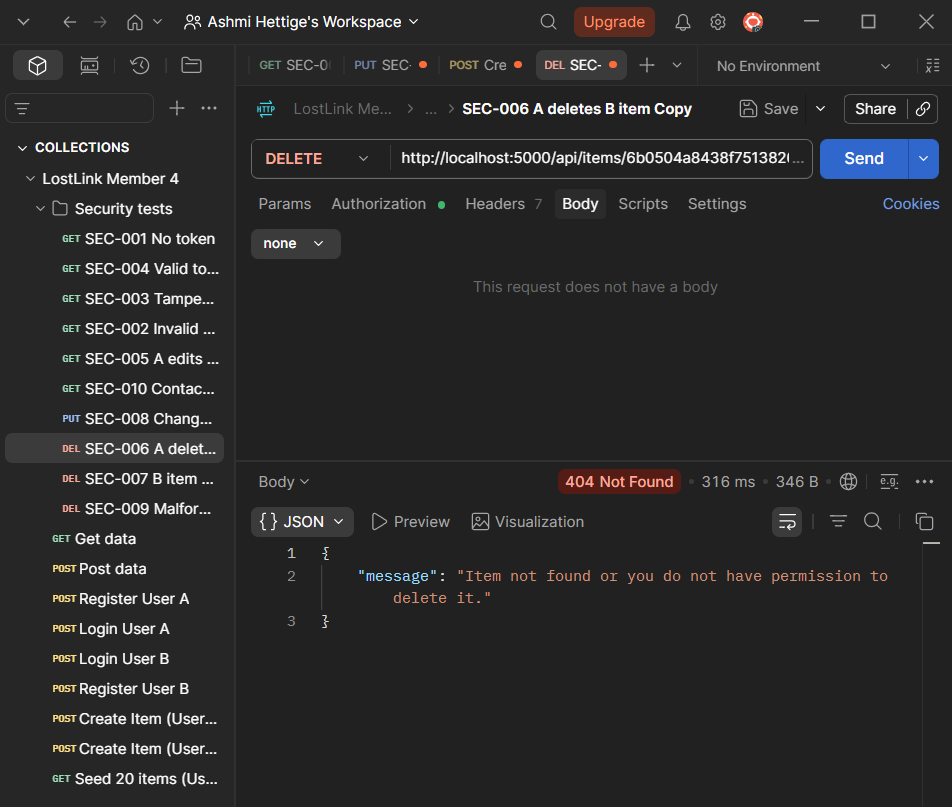 Ashmi Hettige's Workspace
Upgrade
GET SEC-0
PUT SEC-
POST Cre
DEL SEC-
No Environment
HTTP LostLink Me... > ... > SEC-006 A deletes B item Copy
Save
Share
DELETE
http://localhost:5000/api/items/6b0504a8438f751382...
Send
Params
Authorization
Headers 7
Body
Scripts
Settings
Cookies
none
This request does not have a body
COLLECTIONS
LostLink Member 4
Security tests
GET SEC-001 No token
GET SEC-004 Valid to...
GET SEC-003 Tampe...
GET SEC-002 Invalid ...
GET SEC-005 A edits ...
GET SEC-010 Contac...
PUT SEC-008 Chang...
DEL SEC-006 A delet...
DEL SEC-007 B item ...
DEL SEC-009 Malfor...
GET Get data
POST Post data
POST Register User A
POST Login User A
POST Login User B
POST Register User B
POST Create Item (User...
POST Create Item (User...
GET Seed 20 items (Us...
Body
404 Not Found
316 ms
346 B
e.g.
{} JSON
Preview
Visualization
1 {
2 "message": "Item not found or you do not have permission to
delete it."
3 }